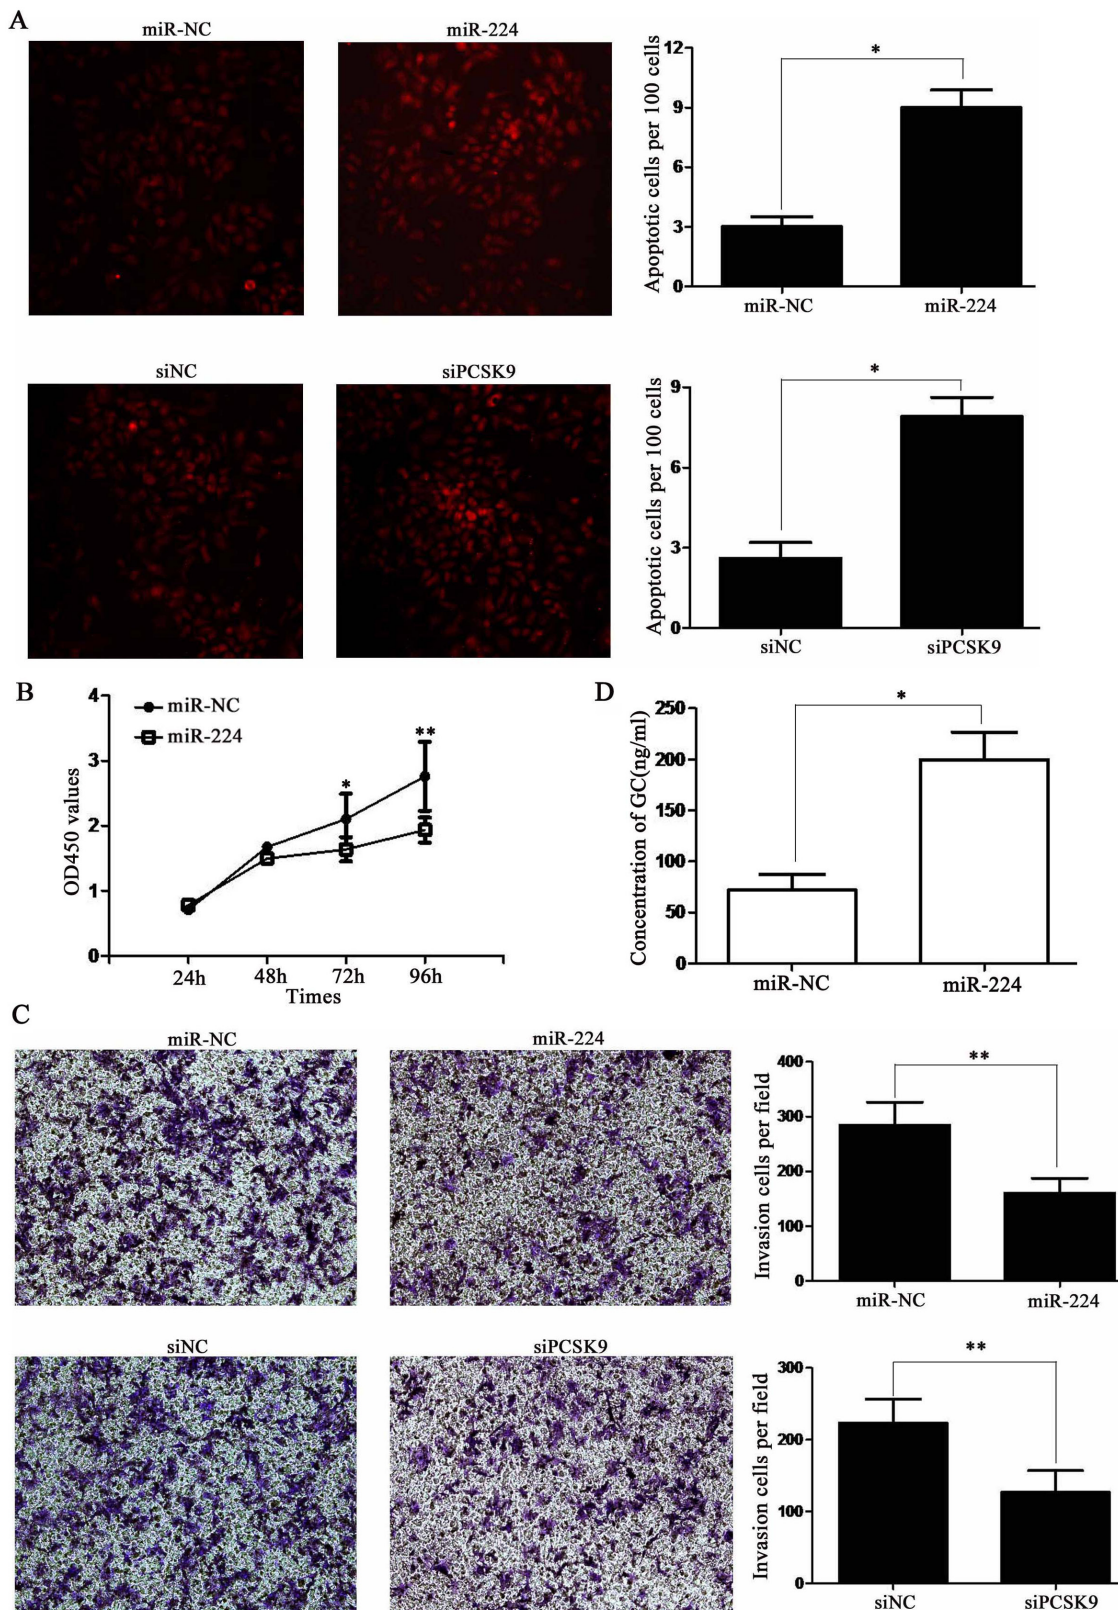 A
miR-NC
miR-224
Apoptotic cells per 100 cells
12
9
6
3
0
*
miR-NC
miR-224
siNC
siPCSK9
Apoptotic cells per 100 cells
9
6
3
0
*
siNC
siPCSK9
B
OD450 values
4
3
2
1
0
miR-NC
miR-224
*
**
24h
48h
72h
96h
Times
D
Concentration of GC(ng/ml)
250
200
150
100
50
0
*
miR-NC
miR-224
C
miR-NC
miR-224
Invasion cells per field
400
300
200
100
0
**
miR-NC
miR-224
siNC
siPCSK9
Invasion cells per field
300
200
100
0
**
siNC
siPCSK9